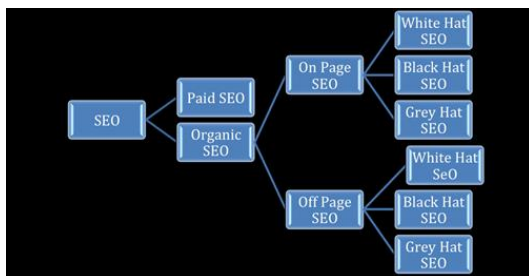 SEO
Paid SEO
Organic
SEO
On Page
SEO
Off Page
SEO
White Hat
SEO
Black Hat
SEO
Grey Hat
SEO
White Hat
SeO
Black Hat
SEO
Grey Hat
SEO